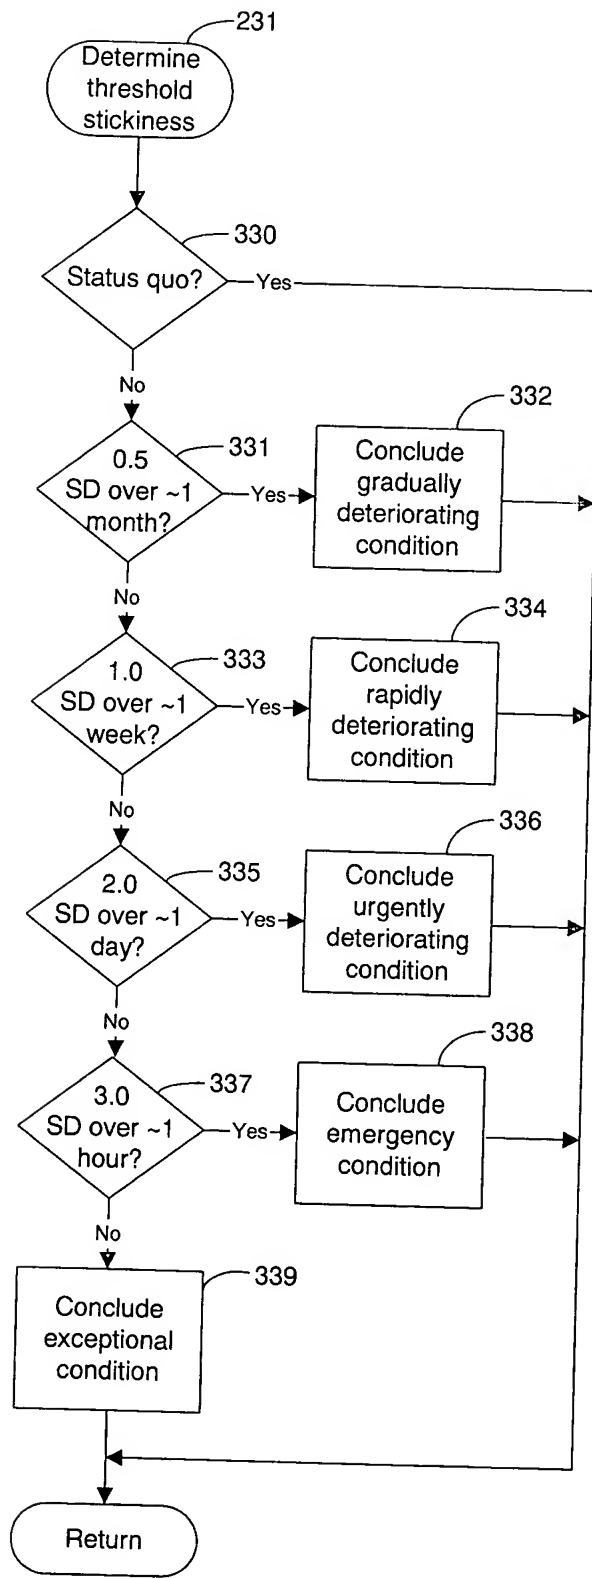 231
Determine
threshold
stickiness
330
Status quo?
Yes
No
331
0.5
SD over ~1
month?
Yes
332
Conclude
gradually
deteriorating
condition
No
333
1.0
SD over ~1
week?
Yes
334
Conclude
rapidly
deteriorating
condition
No
335
2.0
SD over ~1
day?
Yes
336
Conclude
urgently
deteriorating
condition
No
337
3.0
SD over ~1
hour?
Yes
338
Conclude
emergency
condition
No
339
Conclude
exceptional
condition
Return